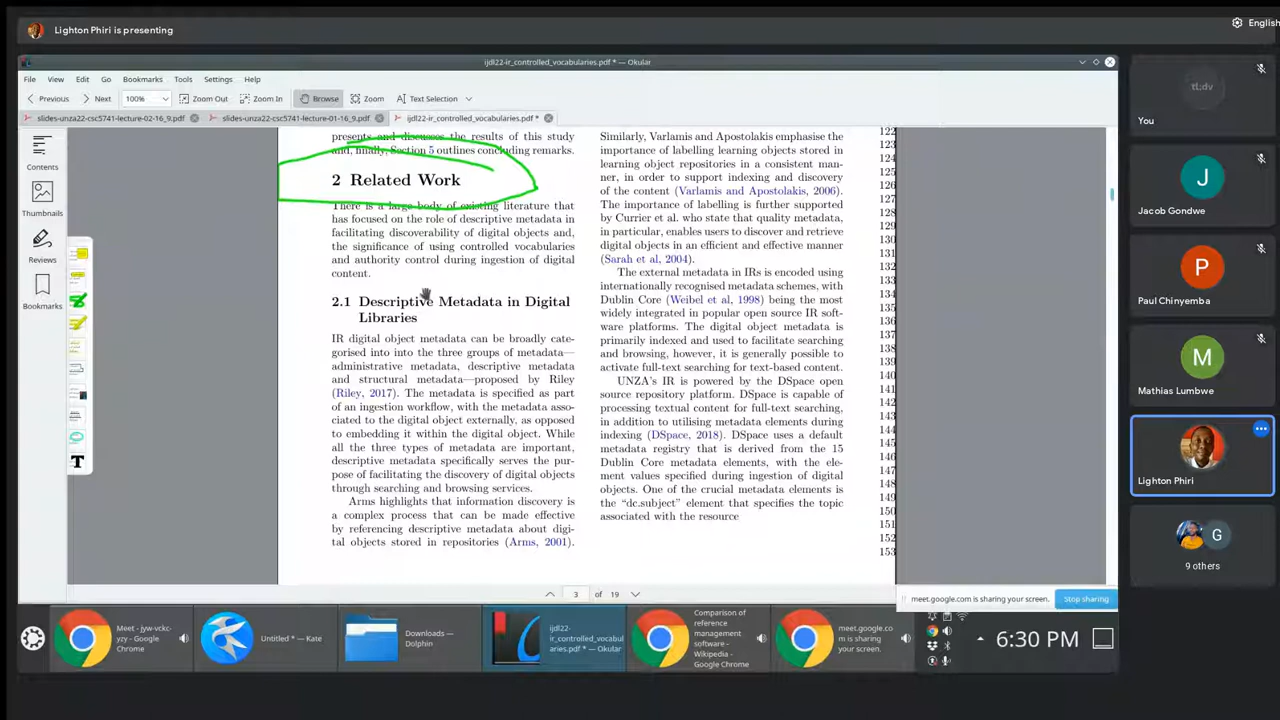 Lighton Phiri is presenting
English
ijdl22-ir_controlled_vocabularies.pdf * — Okular
File View Edit Go Bookmarks Tools Settings Help
Previous Next 100% Zoom Out Zoom In Browse Zoom Text Selection
slides-unza22-csc5741-lecture-02-16_9.pdf slides-unza22-csc5741-lecture-01-16_9.pdf ijdl22-ir_controlled_vocabularies.pdf *
Contents
Thumbnails
Reviews
Bookmarks
T
presents and discusses the results of this study
and, finally, Section 5 outlines concluding remarks.
2 Related Work
There is a large body of existing literature that
has focused on the role of descriptive metadata in
facilitating discoverability of digital objects and,
the significance of using controlled vocabularies
and authority control during ingestion of digital
content.
2.1 Descriptive Metadata in Digital
Libraries
IR digital object metadata can be broadly cate-
gorised into into the three groups of metadata—
administrative metadata, descriptive metadata
and structural metadata—proposed by Riley
(Riley, 2017). The metadata is specified as part
of an ingestion workflow, with the metadata asso-
ciated to the digital object externally, as opposed
to embedding it within the digital object. While
all the three types of metadata are important,
descriptive metadata specifically serves the pur-
pose of facilitating the discovery of digital objects
through searching and browsing services.
Arms highlights that information discovery is
a complex process that can be made effective
by referencing descriptive metadata about digi-
tal objects stored in repositories (Arms, 2001).
Similarly, Varlamis and Apostolakis emphasise the
importance of labelling learning objects stored in
learning object repositories in a consistent man-
ner, in order to support indexing and discovery
of the content (Varlamis and Apostolakis, 2006).
The importance of labelling is further supported
by Currier et al. who state that quality metadata,
in particular, enables users to discover and retrieve
digital objects in an efficient and effective manner
(Sarah et al, 2004).
The external metadata in IRs is encoded using
internationally recognised metadata schemes, with
Dublin Core (Weibel et al, 1998) being the most
widely integrated in popular open source IR soft-
ware platforms. The digital object metadata is
primarily indexed and used to facilitate searching
and browsing, however, it is generally possible to
activate full-text searching for text-based content.
UNZA's IR is powered by the DSpace open
source repository platform. DSpace is capable of
processing textual content for full-text searching,
in addition to utilising metadata elements during
indexing (DSpace, 2018). DSpace uses a default
metadata registry that is derived from the 15
Dublin Core metadata elements, with the ele-
ment values specified during ingestion of digital
objects. One of the crucial metadata elements is
the “dc.subject” element that specifies the topic
associated with the resource
122
123
124
125
126
127
128
129
130
131
132
133
134
135
136
137
138
139
140
141
142
143
144
145
146
147
148
149
150
151
152
153
3 of 19
meet.google.com is sharing your screen. Stop sharing
Meet - jyw-vckc-
yzy - Google
Chrome
Untitled * — Kate
Downloads —
Dolphin
ijdl22-
ir_controlled_vocabul
aries.pdf * —
Okular
Comparison of
reference
management
software -
Wikipedia -
Google Chrome
meet.google.co
m is sharing
your screen.
6:30 PM
tl;dv
You
J
Jacob Gondwe
P
Paul Chinyemba
M
Mathias Lumbwe
Lighton Phiri
G
9 others